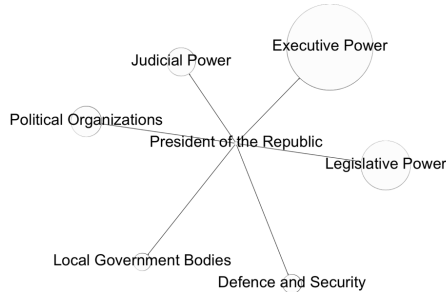 Executive Power
Judicial Power
Political Organizations
President of the Republic
Legislative Power
Local Government Bodies
Defence and Security